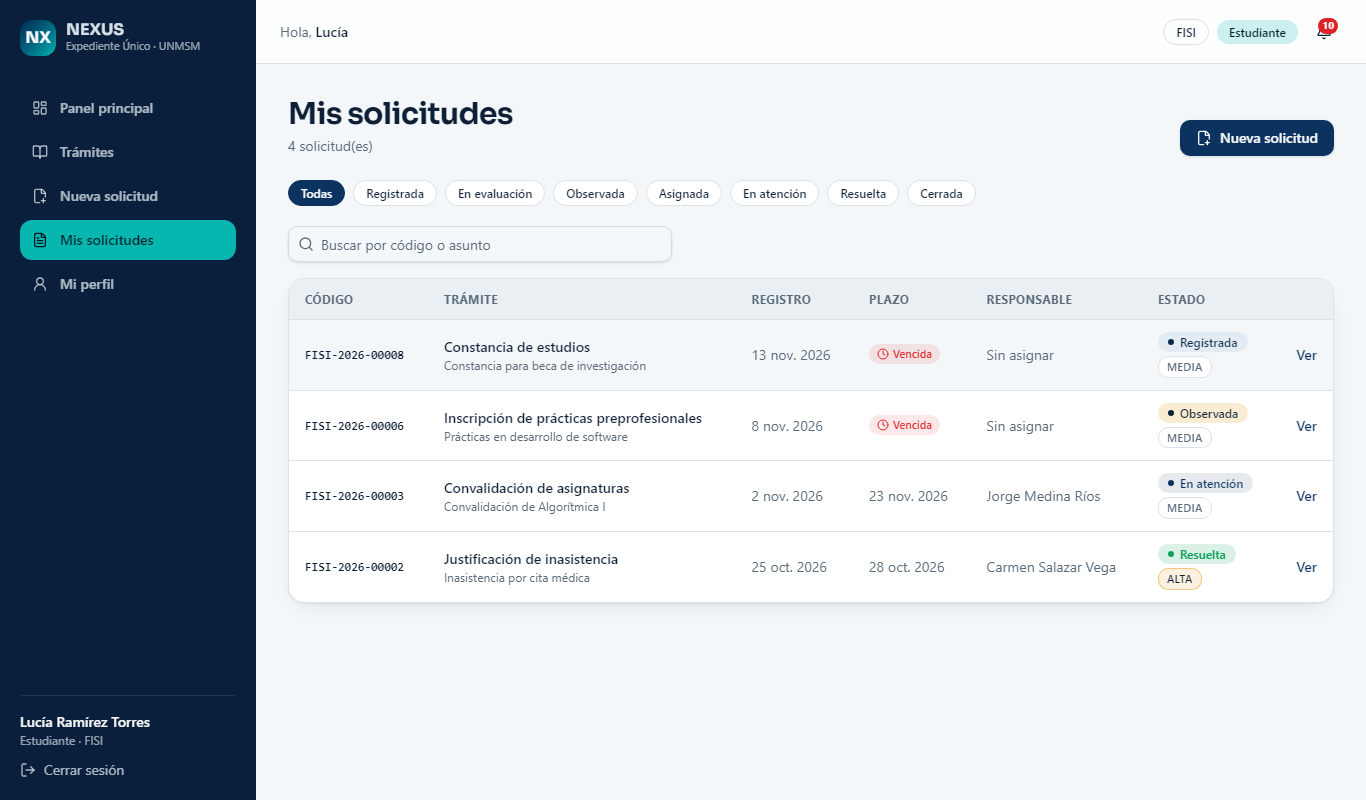 NX
NEXUS
Expediente Único · UNMSM
Panel principal
Trámites
Nueva solicitud
Mis solicitudes
Mi perfil
Lucía Ramírez Torres
Estudiante · FISI
Cerrar sesión
Hola, Lucía
FISI
Estudiante
10
Mis solicitudes
4 solicitud(es)
Nueva solicitud
Todas Registrada En evaluación Observada Asignada En atención Resuelta Cerrada
Buscar por código o asunto
CÓDIGO TRÁMITE REGISTRO PLAZO RESPONSABLE ESTADO
FISI-2026-00008 Constancia de estudios 13 nov. 2026 Vencida Sin asignar Registrada Ver
Constancia para beca de investigación MEDIA
FISI-2026-00006 Inscripción de prácticas preprofesionales 8 nov. 2026 Vencida Sin asignar Observada Ver
Prácticas en desarrollo de software MEDIA
FISI-2026-00003 Convalidación de asignaturas 2 nov. 2026 23 nov. 2026 Jorge Medina Ríos En atención Ver
Convalidación de Algorítmica I MEDIA
FISI-2026-00002 Justificación de inasistencia 25 oct. 2026 28 oct. 2026 Carmen Salazar Vega Resuelta Ver
Inasistencia por cita médica ALTA